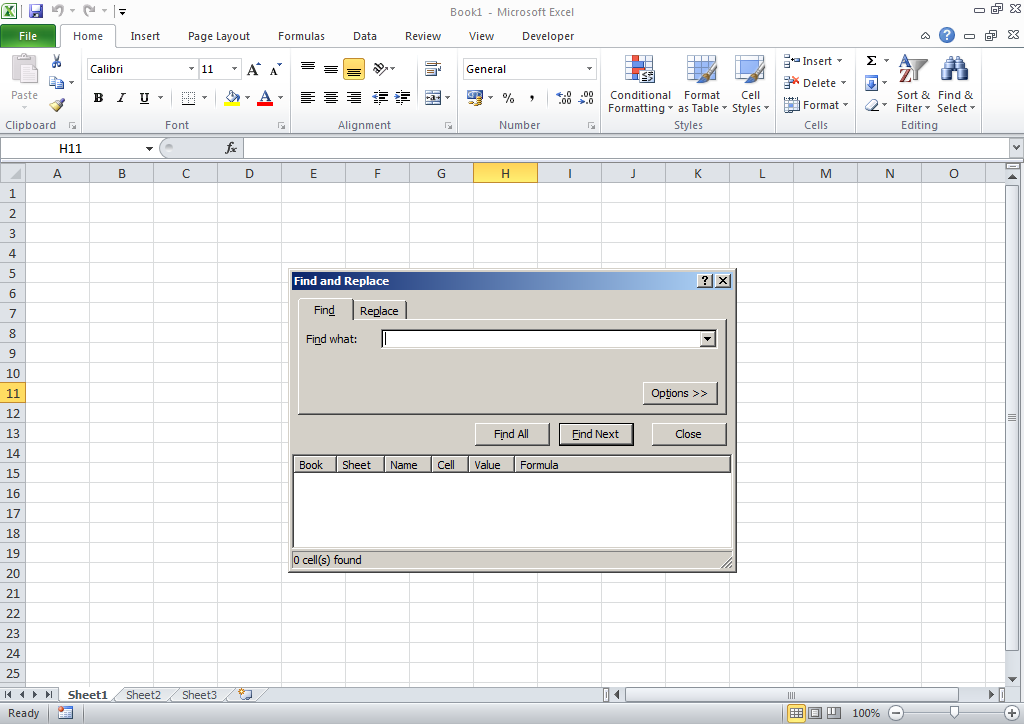 Book1 - Microsoft Excel
File Home Insert Page Layout Formulas Data Review View Developer
Paste
Calibri 11
B I U A
General
% ,
Conditional Formatting
Format as Table
Cell Styles
Insert
Delete
Format
Σ
Sort & Filter
Find & Select
Clipboard Font Alignment Number Styles Cells Editing
H11 fx
A B C D E F G H I J K L M N O
1
2
3
4
5
6
7
8
9
10
11
12
13
14
15
16
17
18
19
20
21
22
23
24
25
Find and Replace
Find Replace
Find what:
Options >>
Find All Find Next Close
Book Sheet Name Cell Value Formula
0 cell(s) found
Sheet1 Sheet2 Sheet3
Ready 100%